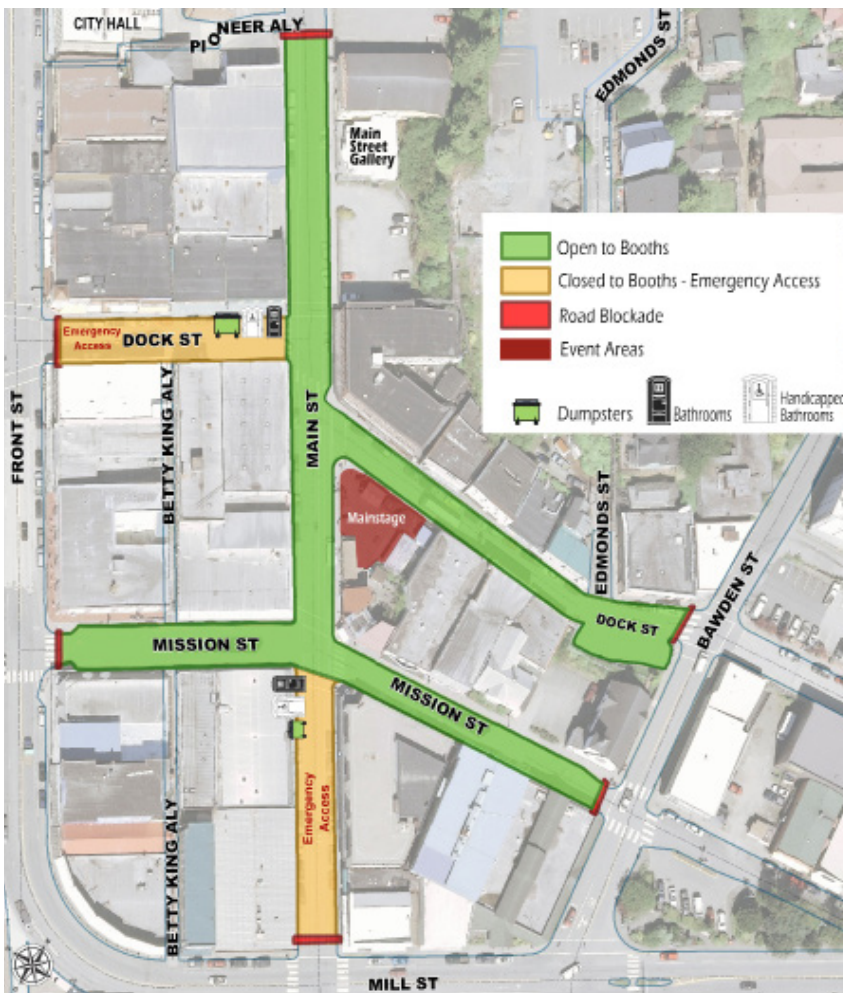 CITY HALL
PIONEER ALY
EDMONDS ST
Main
Street
Gallery
Open to Booths
Closed to Booths - Emergency Access
Road Blockade
Event Areas
Dumpsters
Bathrooms
Handicapped
Bathrooms
Emergency
Access
DOCK ST
FRONT ST
BETTY KING ALY
MAIN ST
Mainstage
EDMONDS ST
DOCK ST
BAWDEN ST
MISSION ST
MISSION ST
Emergency
Access
BETTY KING ALY
MILL ST